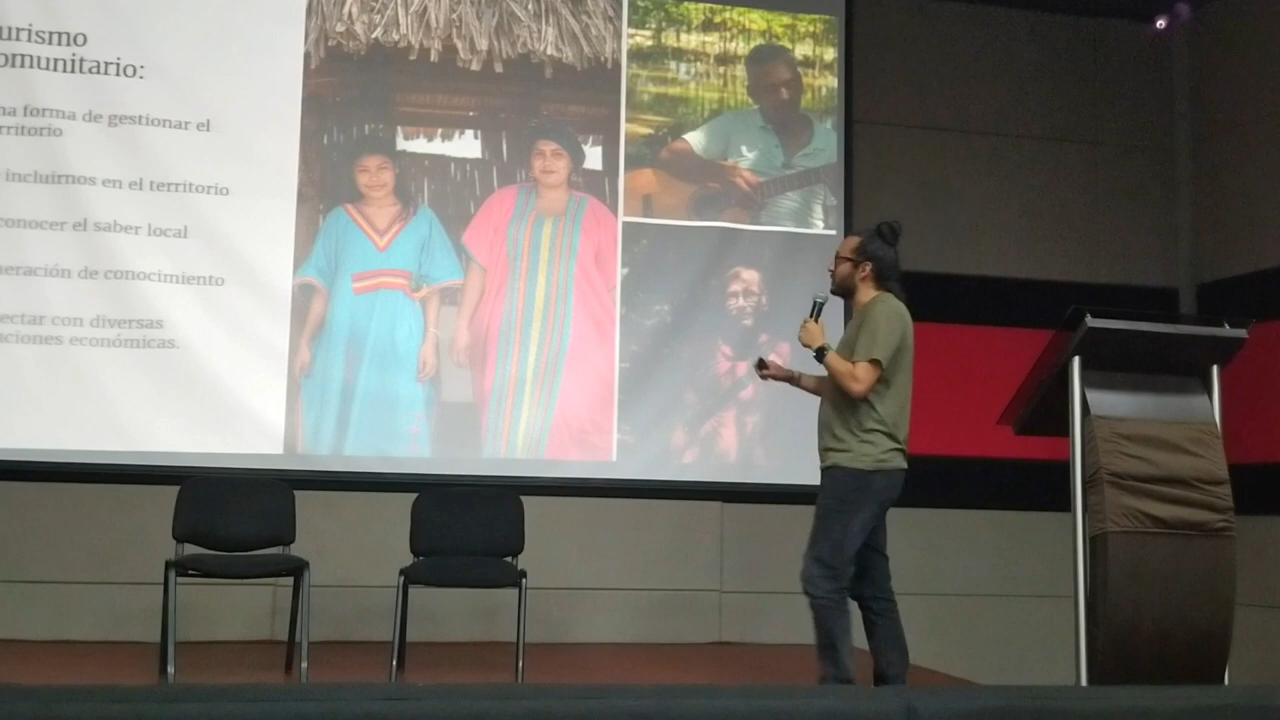 urismo
omunitario:
na forma de gestionar el
rritorio
incluirnos en el territorio
conocer el saber local
neración de conocimiento
ectar con diversas
aciones económicas.